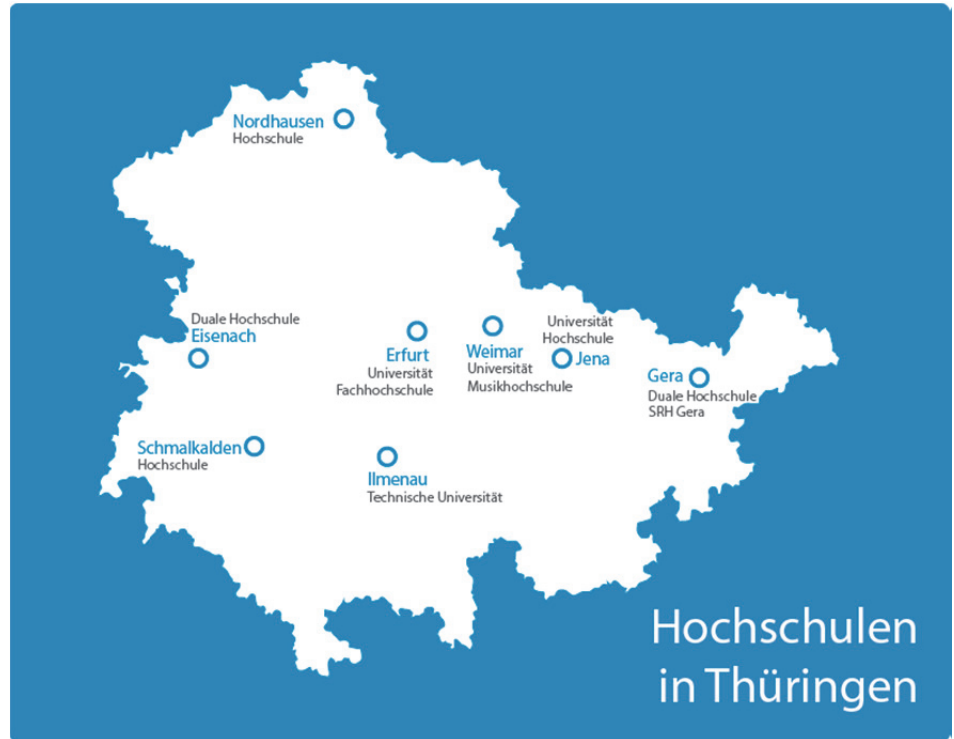 Nordhausen
Hochschule
Duale Hochschule
Eisenach
Erfurt
Universität
Fachhochschule
Weimar
Universität
Musikhochschule
Universität
Hochschule
Jena
Gera
Duale Hochschule
SRH Gera
Schmalkalden
Hochschule
Ilmenau
Technische Universität
Hochschulen
in Thüringen